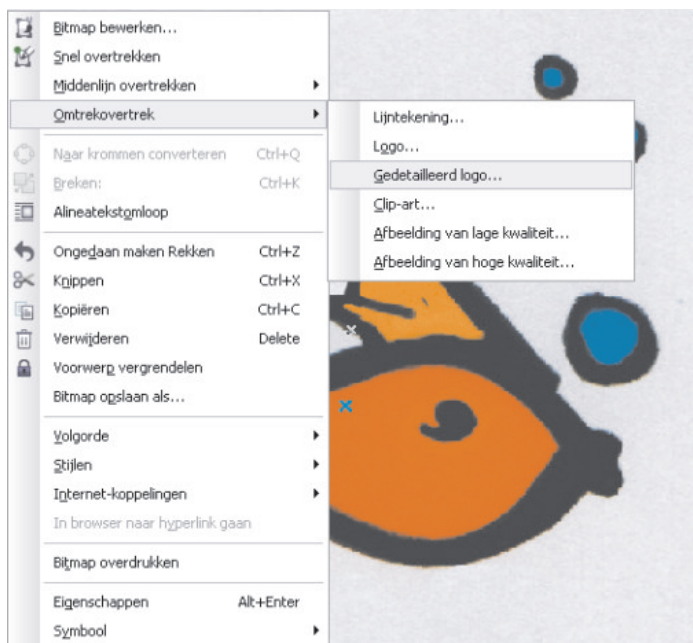 Bitmap bewerken...
Snel overtrekken
Middenlijn overtrekken
Omtrekovertrek
Lijntekening...
Logo...
Gedetailleerd logo...
Clip-art...
Afbeelding van lage kwaliteit...
Afbeelding van hoge kwaliteit...
Naar krommen converteren Ctrl+Q
Breken: Ctrl+K
Alineatekstomloop
Ongedaan maken Rekken Ctrl+Z
Knippen Ctrl+X
Kopiëren Ctrl+C
Verwijderen Delete
Voorwerp vergrendelen
Bitmap opslaan als...
Volgorde
Stijlen
Internet-koppelingen
In browser naar hyperlink gaan
Bitmap overdrukken
Eigenschappen Alt+Enter
Symbool